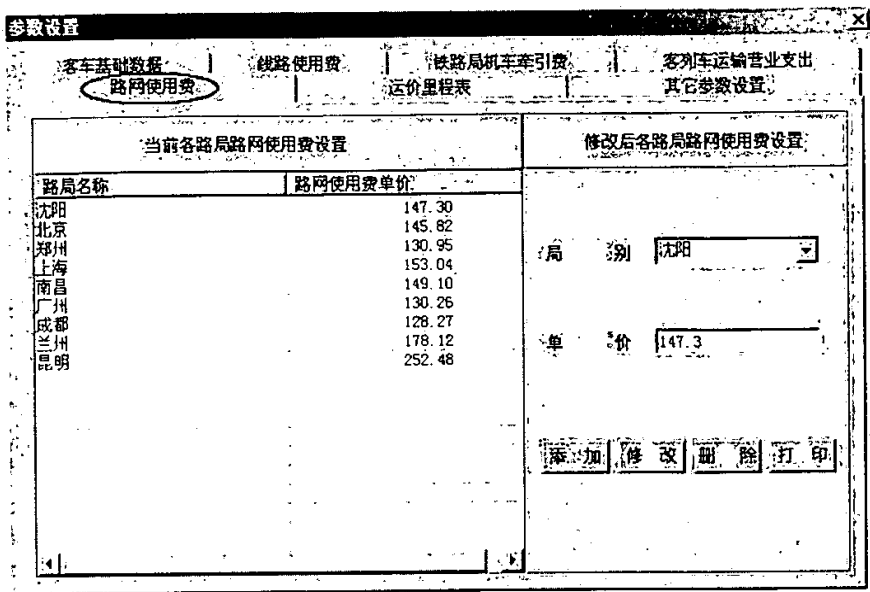 参数设置
客车基础数据 线路使用费 铁路局机车牵引费 客列车运输营业支出
路网使用费 运价里程表 其它参数设置
当前各路局路网使用费设置 修改后各路局路网使用费设置
路局名称 路网使用费单价
沈阳 147.30
北京 145.82
郑州 130.95
上海 153.04
南昌 149.10
广州 130.26
成都 128.27
兰州 178.12
昆明 252.48
局 别 沈阳
单 价 147.3
添 加 修 改 删 除 打 印